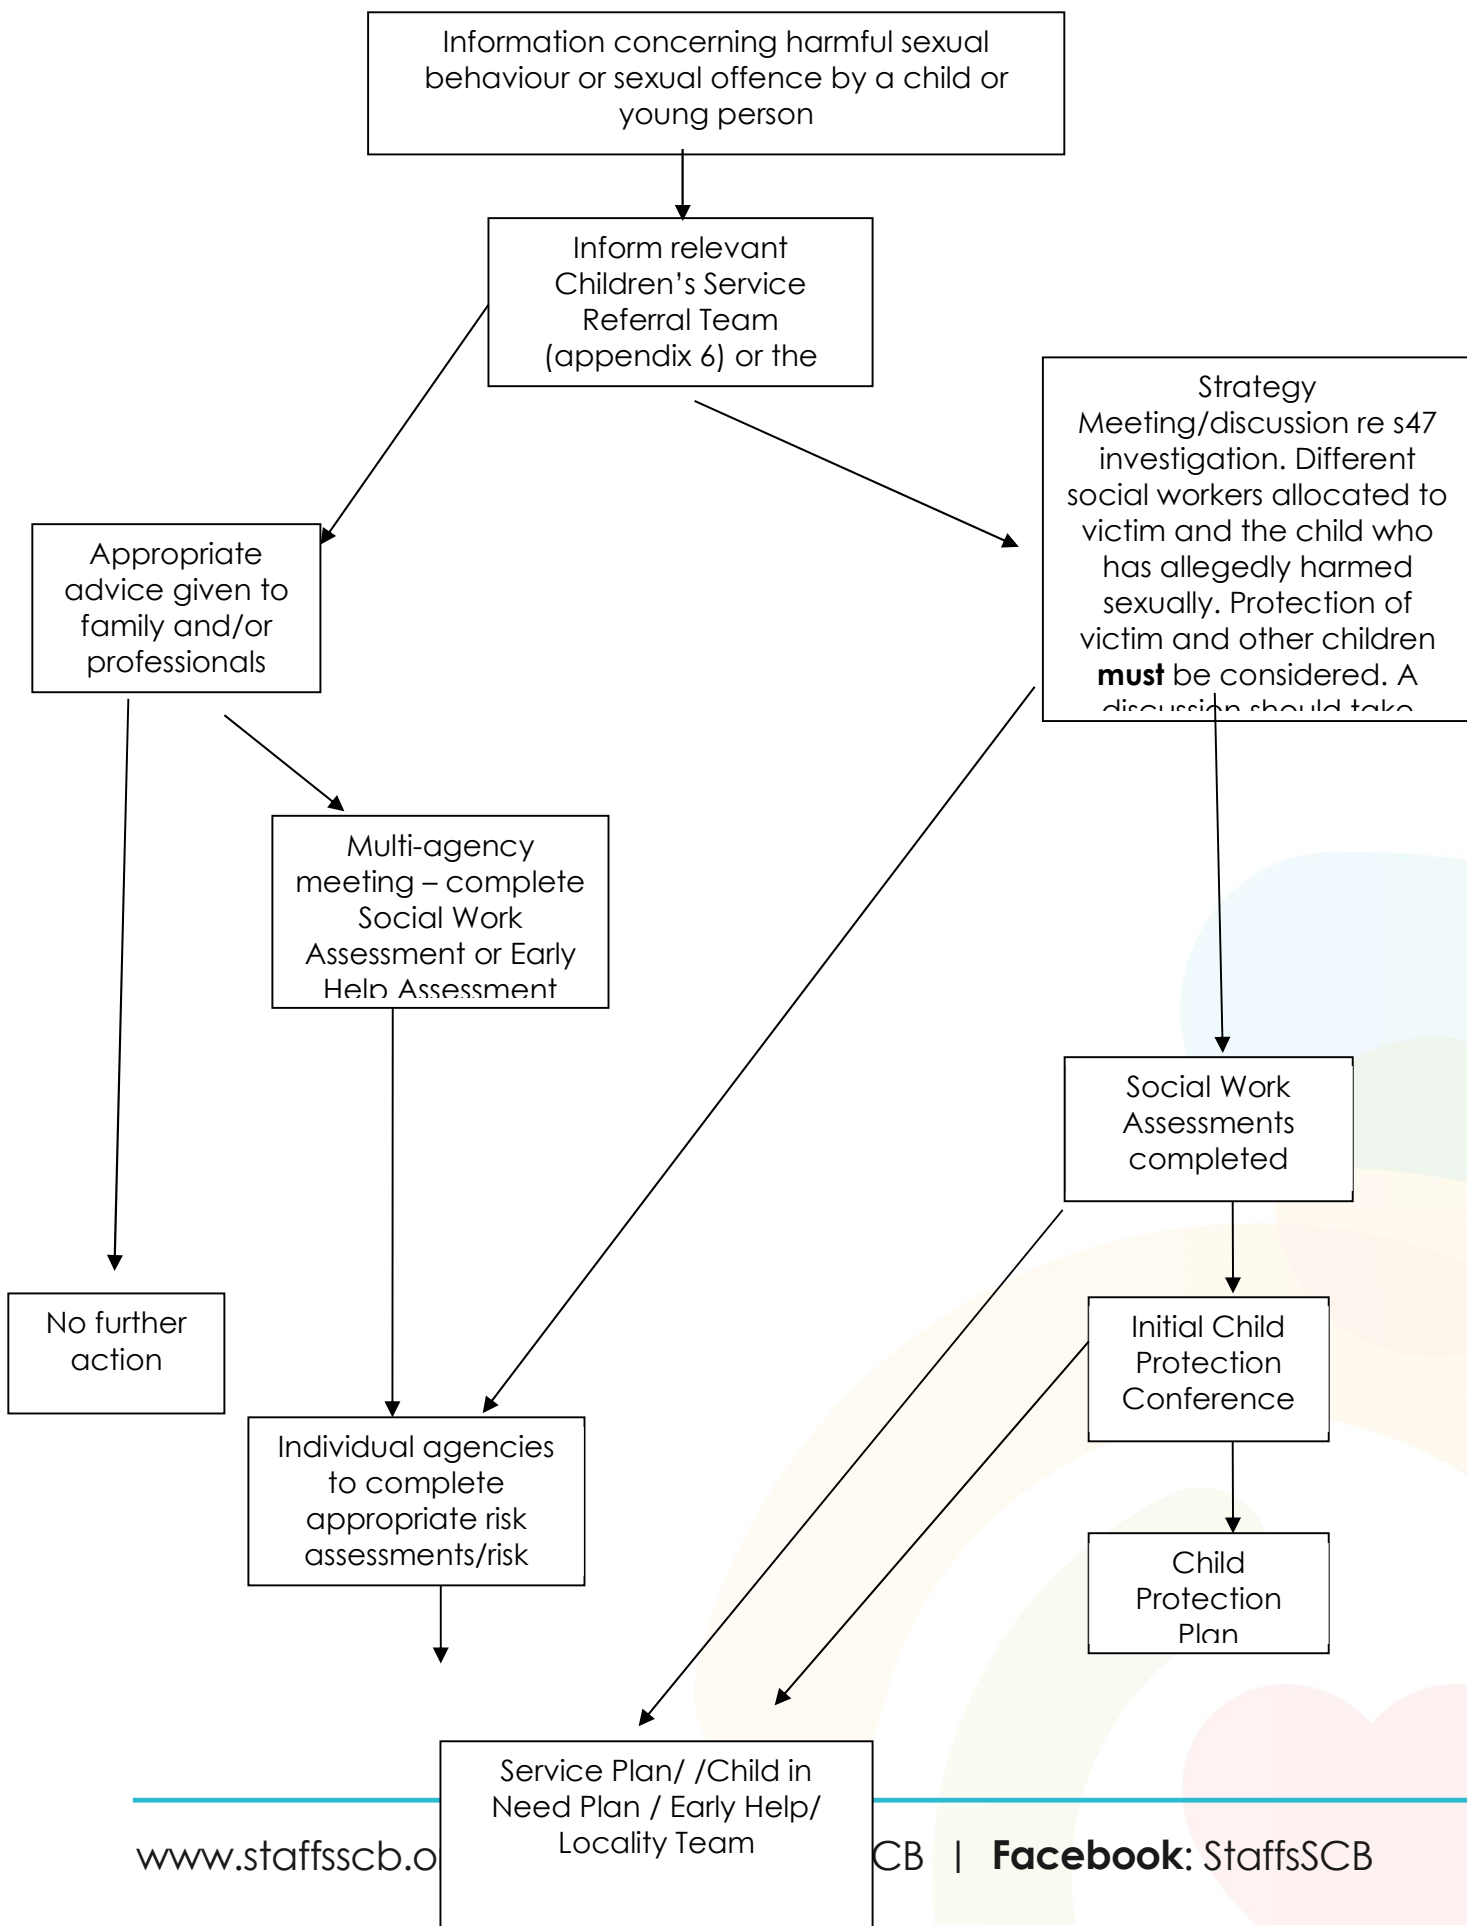 Information concerning harmful sexual
behaviour or sexual offence by a child or
young person
Inform relevant
Children’s Service
Referral Team
(appendix 6) or the
Strategy
Meeting/discussion re s47
investigation. Different
social workers allocated to
victim and the child who
has allegedly harmed
sexually. Protection of
victim and other children
must be considered. A
discussion should take
Appropriate
advice given to
family and/or
professionals
Multi-agency
meeting – complete
Social Work
Assessment or Early
Help Assessment
Social Work
Assessments
completed
No further
action
Initial Child
Protection
Conference
Individual agencies
to complete
appropriate risk
assessments/risk
Child
Protection
Plan
Service Plan/ /Child in
Need Plan / Early Help/
Locality Team
www.staffsscb.o CB | Facebook: StaffsSCB